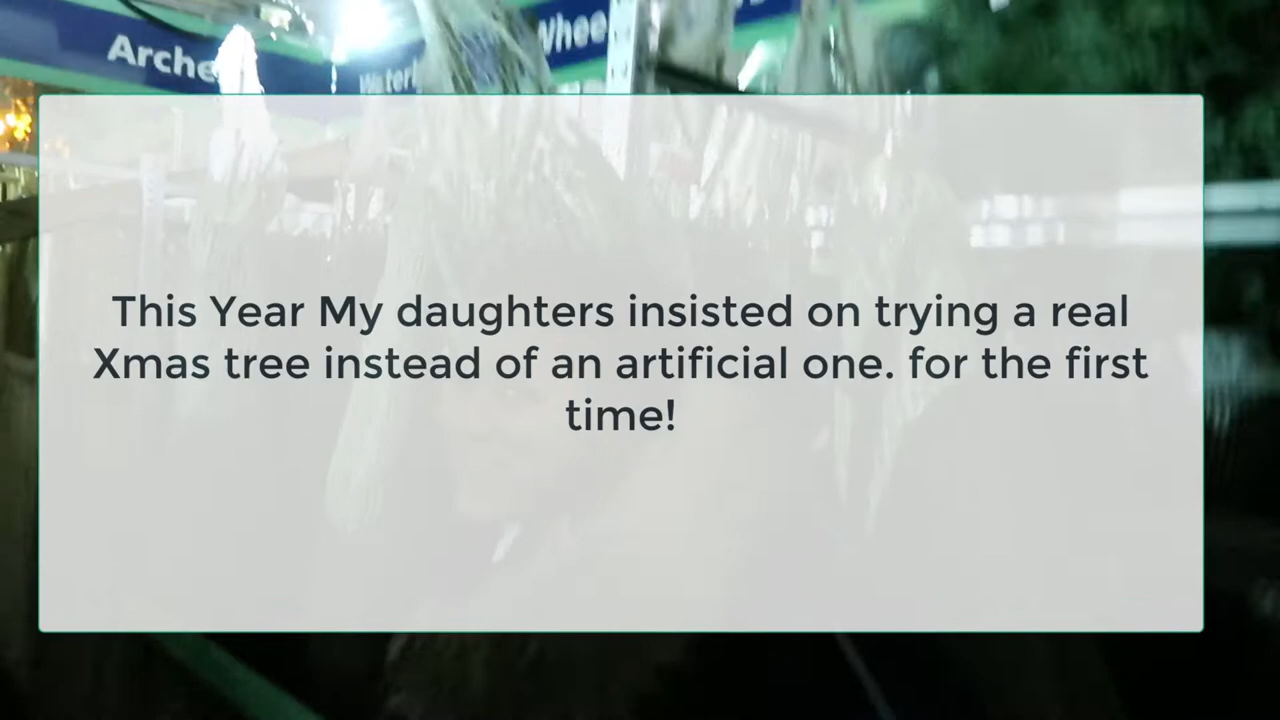 This Year My daughters insisted on trying a real
Xmas tree instead of an artificial one. for the first
time!